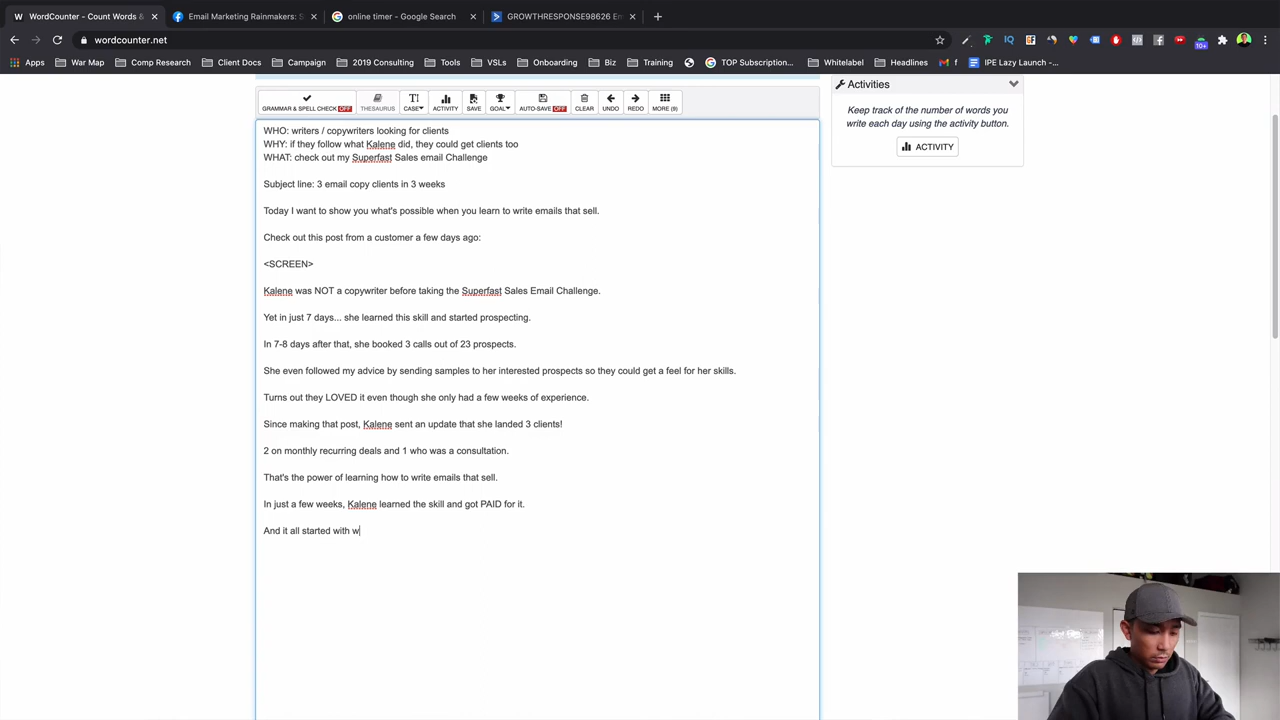 WordCounter - Count Words &
Email Marketing Rainmakers: S
online timer - Google Search
GROWTHRESPONSE98626 Em
wordcounter.net
10+
Apps
War Map
Comp Research
Client Docs
Campaign
2019 Consulting
Tools
VSLs
Onboarding
Biz
Training
TOP Subscription...
Whitelabel
Headlines
f
IPE Lazy Launch -...
GRAMMAR & SPELL CHECK OFF
THESAURUS
CASE
ACTIVITY
SAVE
GOAL
AUTO-SAVE OFF
CLEAR
UNDO
REDO
MORE (9)
Activities
Keep track of the number of words you
write each day using the activity button.
ACTIVITY
WHO: writers / copywriters looking for clients
WHY: if they follow what Kalene did, they could get clients too
WHAT: check out my Superfast Sales email Challenge
Subject line: 3 email copy clients in 3 weeks
Today I want to show you what's possible when you learn to write emails that sell.
Check out this post from a customer a few days ago:
<SCREEN>
Kalene was NOT a copywriter before taking the Superfast Sales Email Challenge.
Yet in just 7 days... she learned this skill and started prospecting.
In 7-8 days after that, she booked 3 calls out of 23 prospects.
She even followed my advice by sending samples to her interested prospects so they could get a feel for her skills.
Turns out they LOVED it even though she only had a few weeks of experience.
Since making that post, Kalene sent an update that she landed 3 clients!
2 on monthly recurring deals and 1 who was a consultation.
That's the power of learning how to write emails that sell.
In just a few weeks, Kalene learned the skill and got PAID for it.
And it all started with w